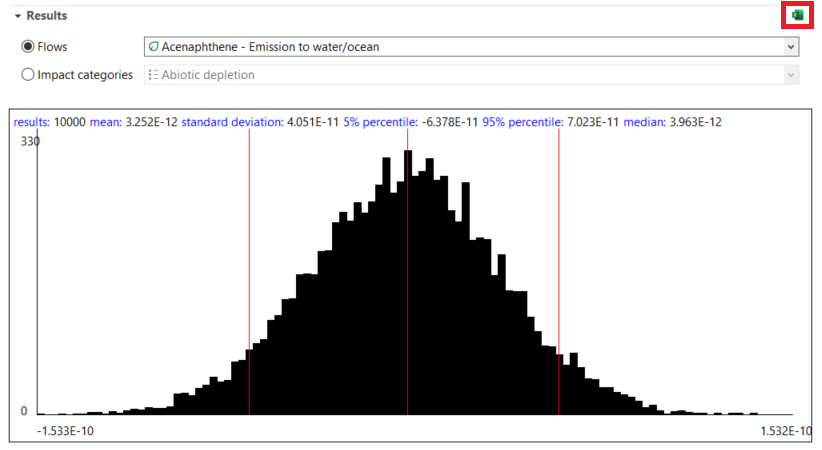 Results
Flows Acenaphthene - Emission to water/ocean
Impact categories Abiotic depletion
results: 10000 mean: 3.252E-12 standard deviation: 4.051E-11 5% percentile: -6.378E-11 95% percentile: 7.023E-11 median: 3.963E-12
330
0
-1.533E-10 1.532E-10